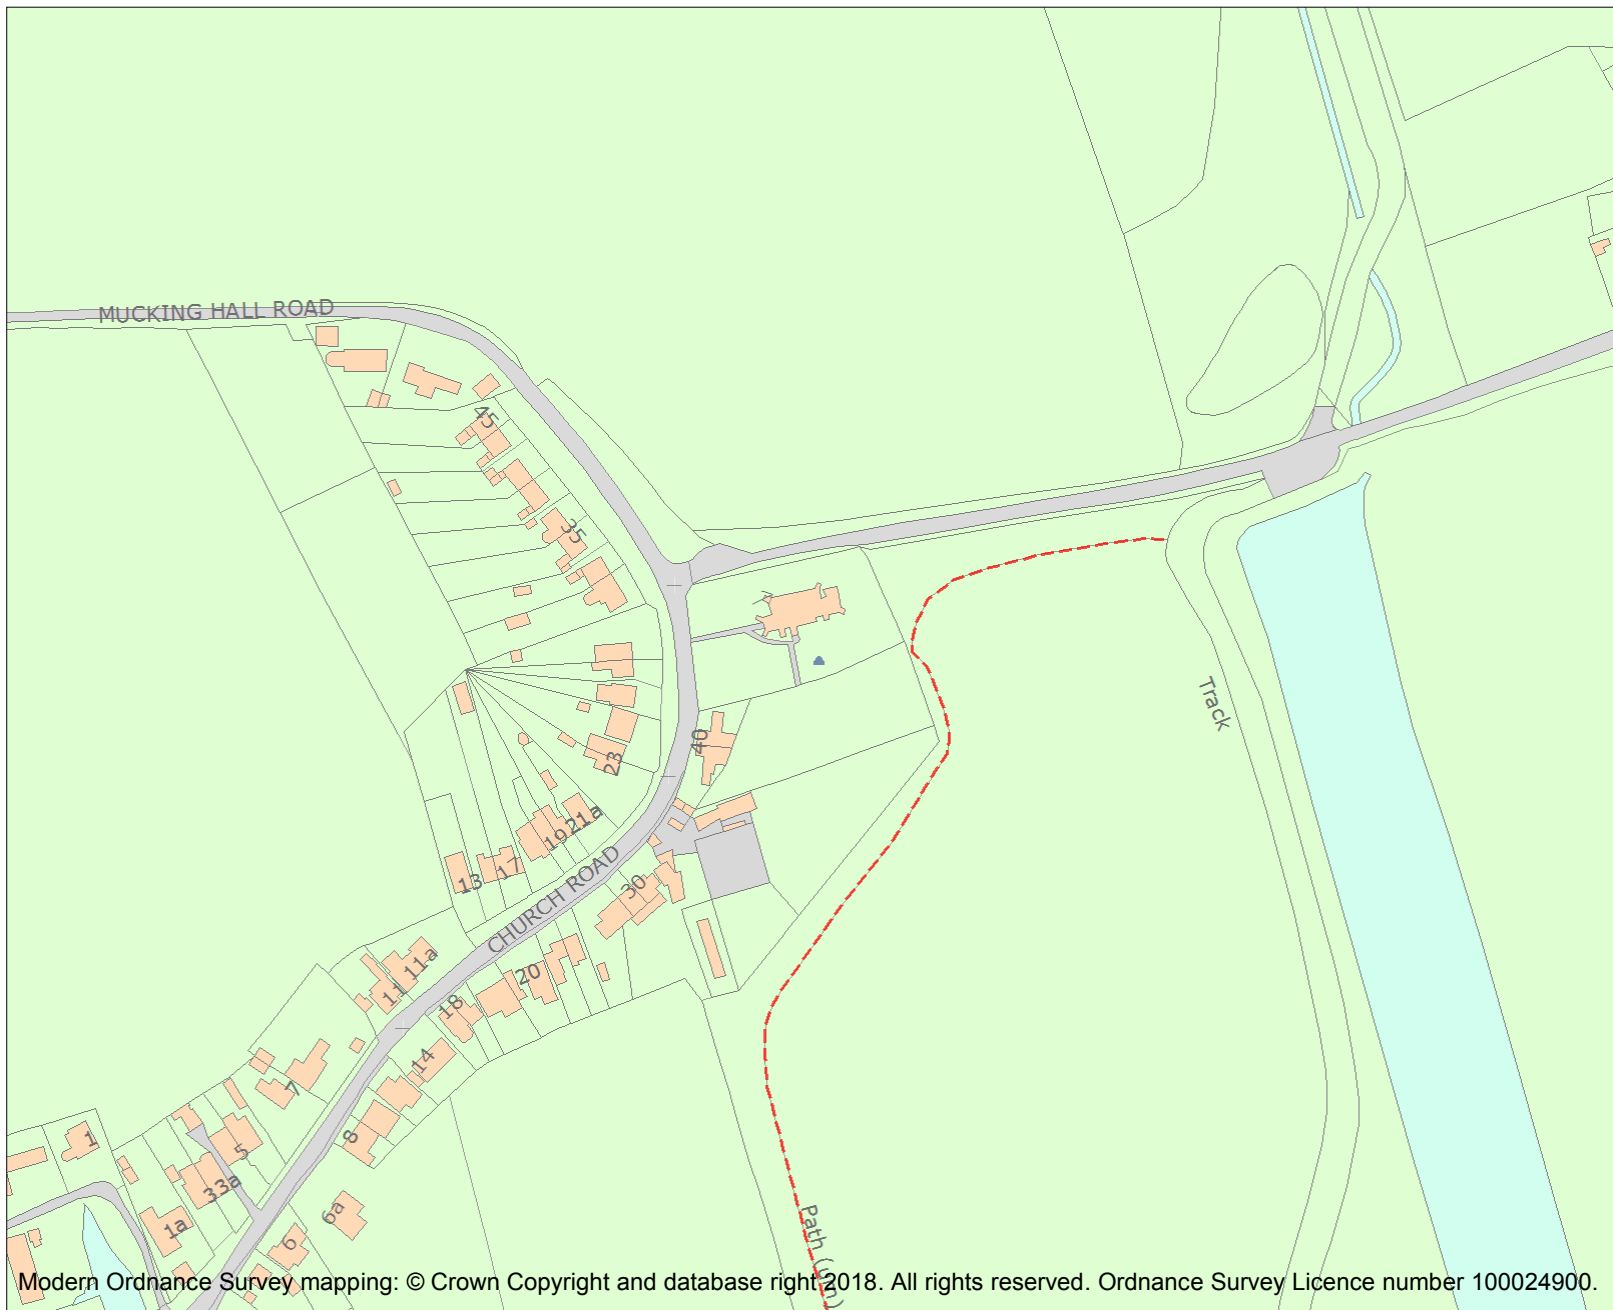 MUCKING HALL ROAD
45
35
Track
40
23
21a
19
17
13
CHURCH ROAD
30
11a
20
11
18
14
7
8
1
5
33a
6a
1a
6
Path (um)
Modern Ordnance Survey mapping: © Crown Copyright and database right 2018. All rights reserved. Ordnance Survey Licence number 100024900.